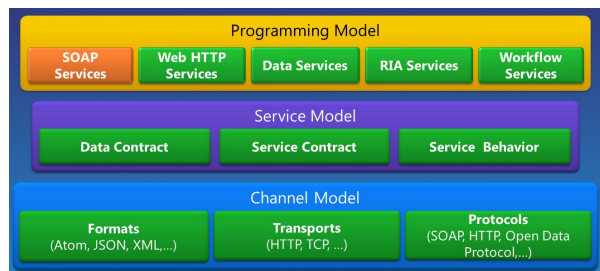 Programming Model
SOAP
Services
Web HTTP
Services
Data Services
RIA Services
Workflow
Services
Service Model
Data Contract
Service Contract
Service Behavior
Channel Model
Formats
(Atom, JSON, XML,...)
Transports
(HTTP, TCP, ...)
Protocols
(SOAP, HTTP, Open Data
Protocol,...)